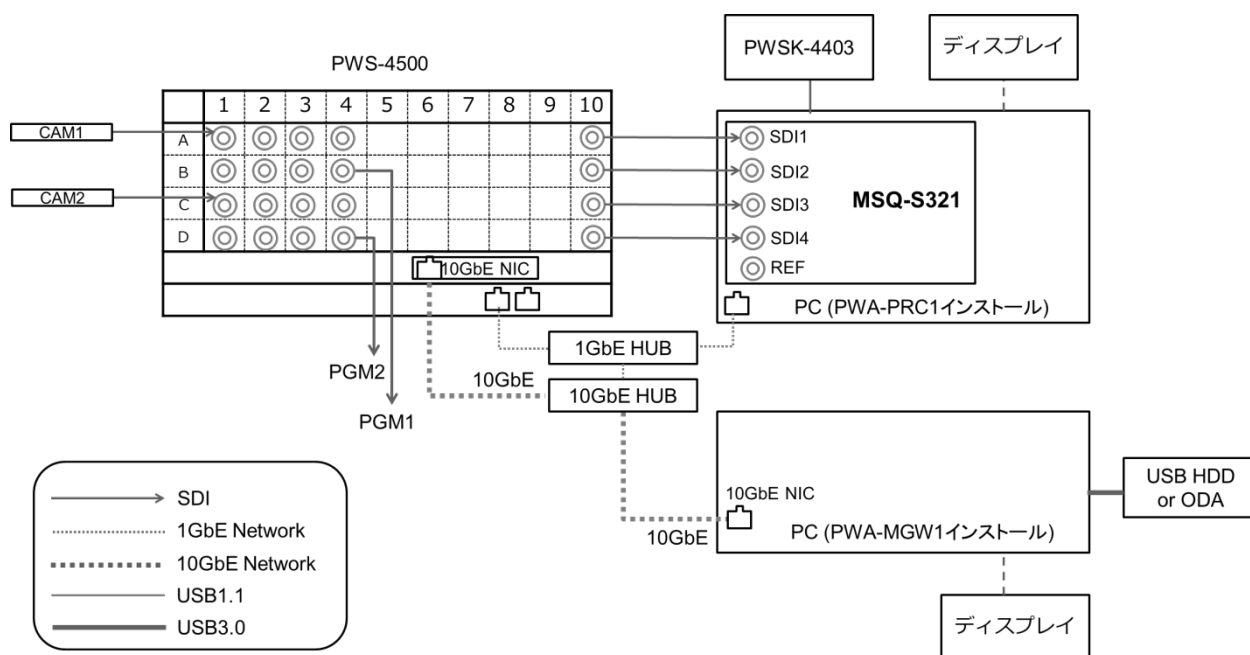 PWS-4500
1 2 3 4 5 6 7 8 9 10
A
B
C
D
CAM1
CAM2
10GbE NIC
PGM2
PGM1
10GbE
1GbE HUB
10GbE HUB
PWSK-4403
ディスプレイ
SDI1
SDI2
SDI3
SDI4
REF
MSQ-S321
PC (PWA-PRC1インストール)
10GbE NIC
10GbE
PC (PWA-MGW1インストール)
USB HDD
or ODA
ディスプレイ
SDI
1GbE Network
10GbE Network
USB1.1
USB3.0